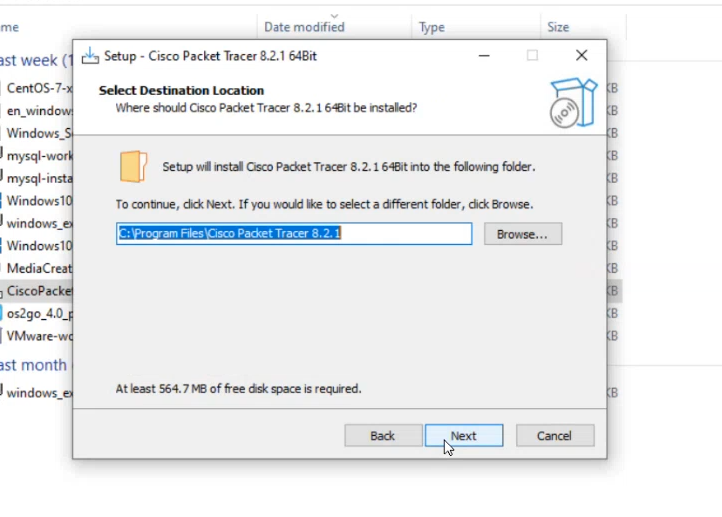 me Date modified Type Size
ast week (1
Setup - Cisco Packet Tracer 8.2.1 64Bit
Select Destination Location
Where should Cisco Packet Tracer 8.2.1 64Bit be installed?
Setup will install Cisco Packet Tracer 8.2.1 64Bit into the following folder.
To continue, click Next. If you would like to select a different folder, click Browse.
C:\Program Files\Cisco Packet Tracer 8.2.1
Browse...
At least 564.7 MB of free disk space is required.
Back Next Cancel
CentOS-7-x KB
en_window KB
Windows_S KB
mysql-work KB
mysql-insta KB
Windows10 KB
windows_ex KB
Windows10 KB
MediaCreat KB
CiscoPacket KB
os2go_4.0_p KB
VMware-wo KB
ast month
windows_ex KB